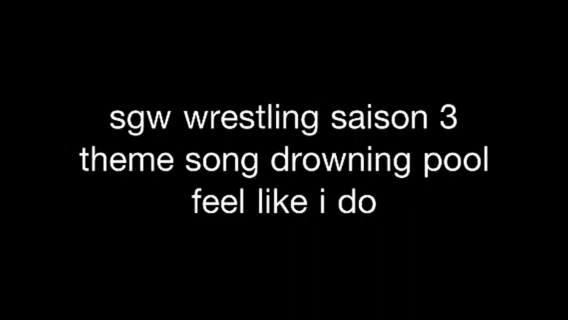 sgw wrestling saison 3
theme song drowning pool
feel like i do